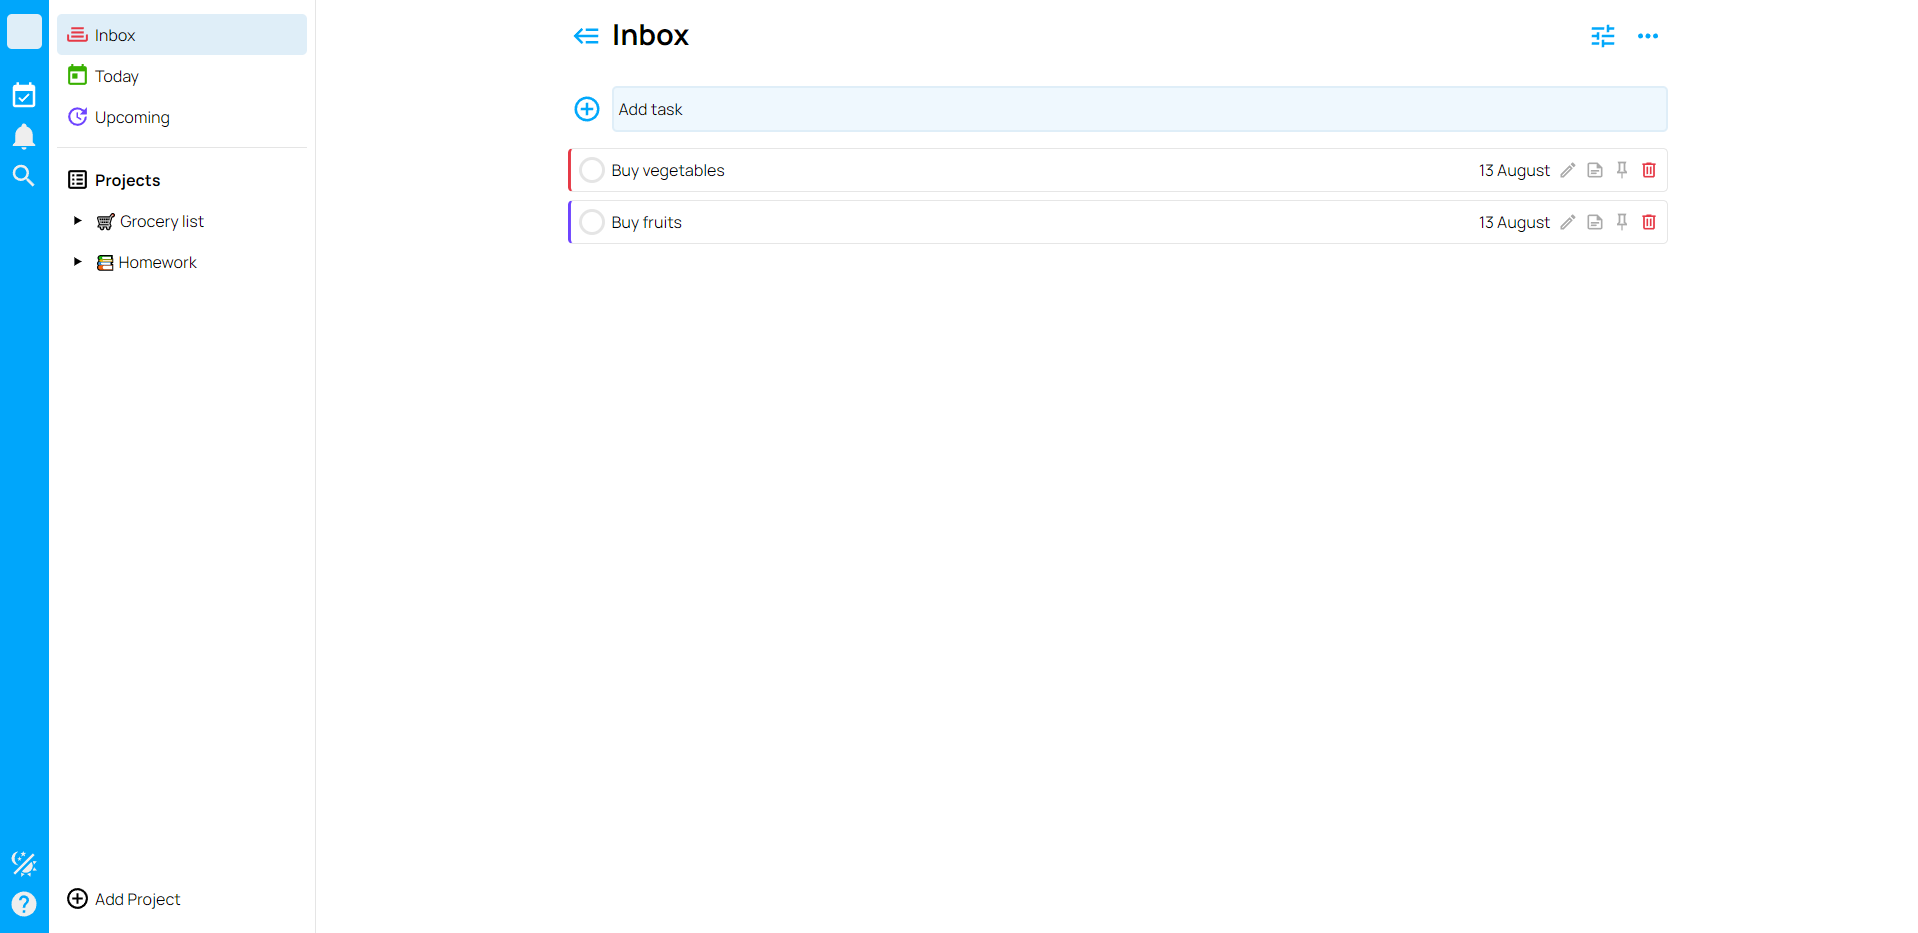 Inbox
Today
Upcoming
Projects
Grocery list
Homework
Add Project
Inbox
Add task
Buy vegetables 13 August
Buy fruits 13 August